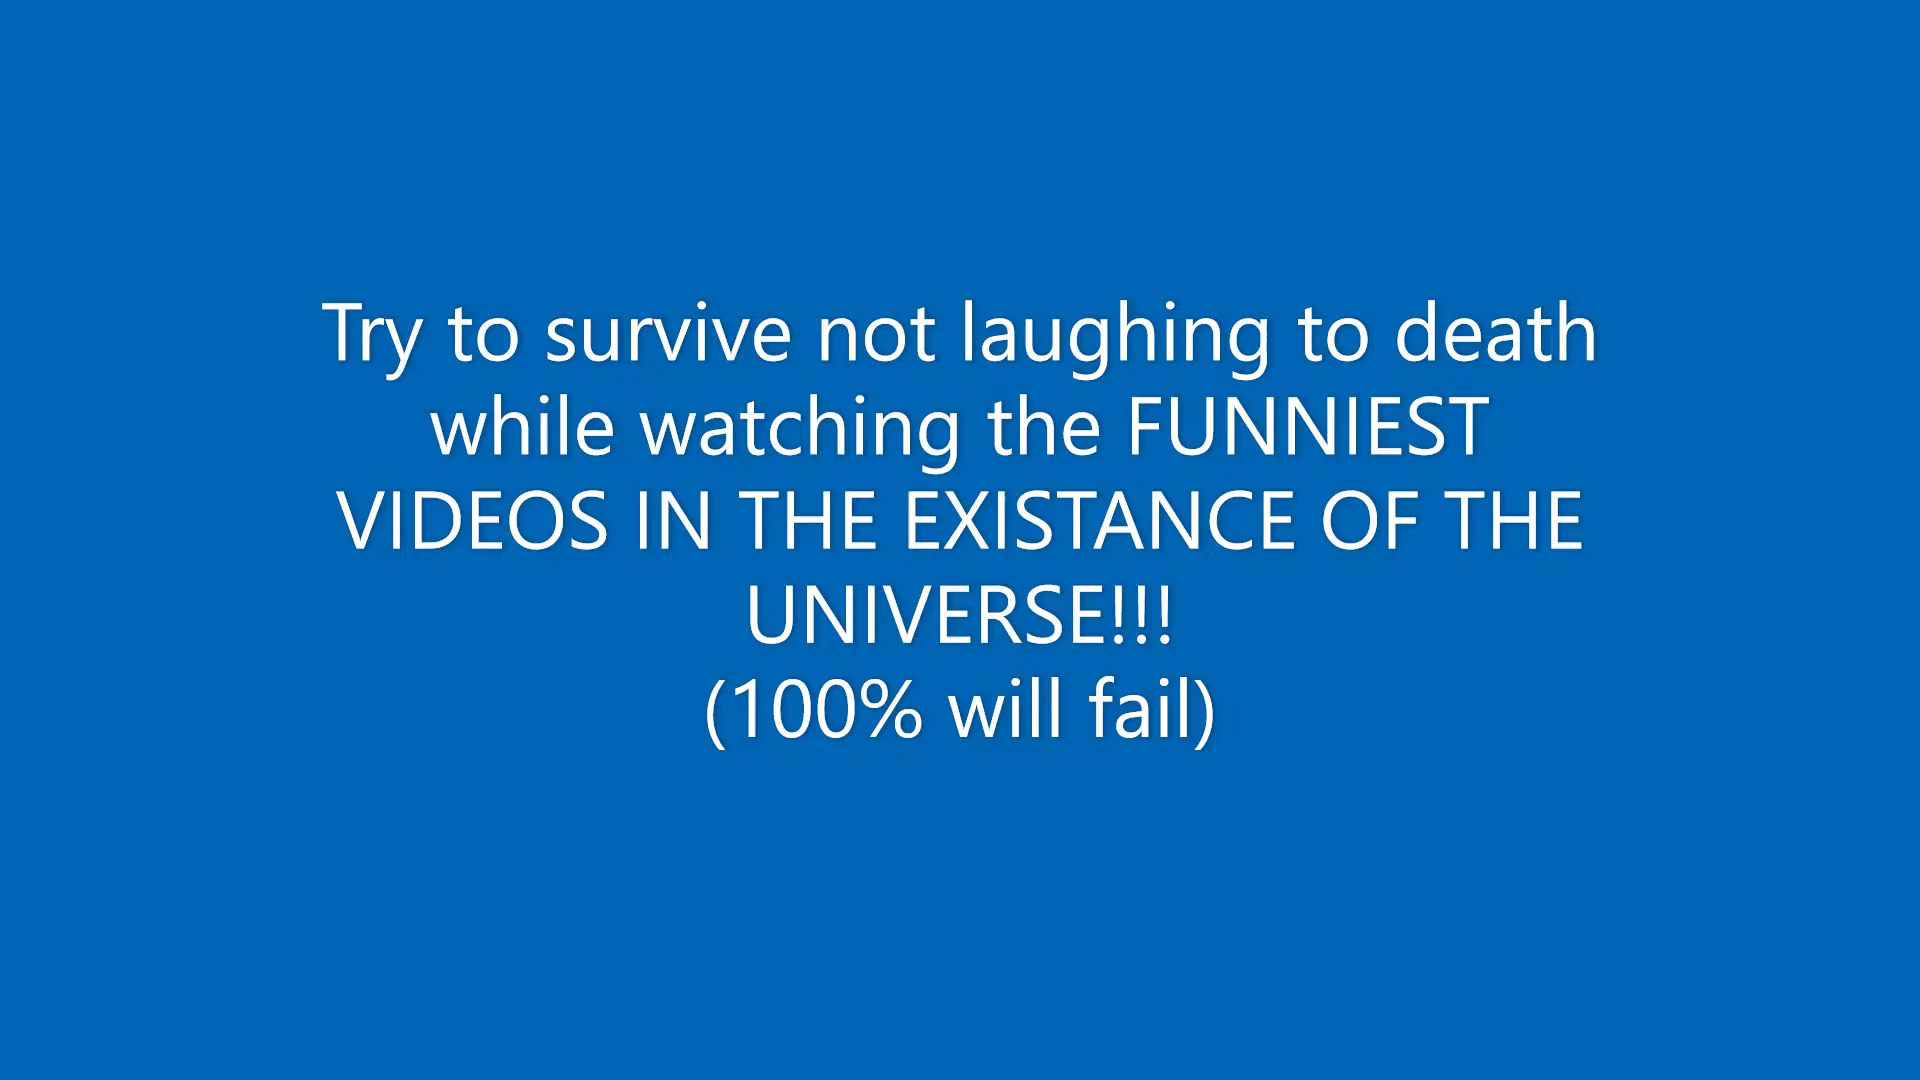 Try to survive not laughing to death
while watching the FUNNIEST
VIDEOS IN THE EXISTANCE OF THE
UNIVERSE!!!
(100% will fail)